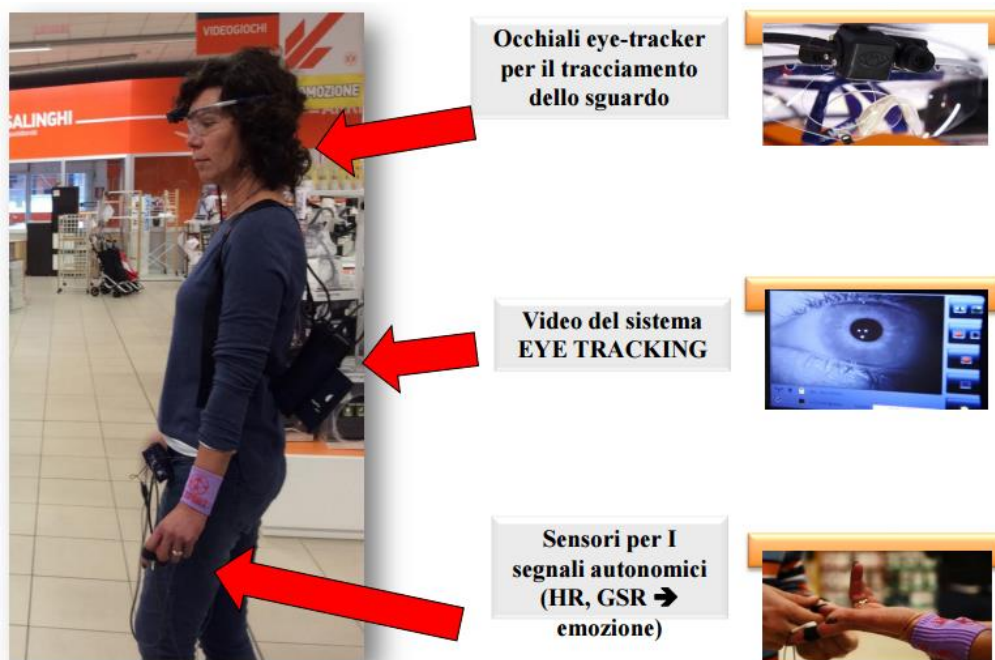 VIDEOGIOCHI
OMOZIONE
SALINGHI
Occhiali eye-tracker
per il tracciamento
dello sguardo
Video del sistema
EYE TRACKING
Sensori per I
segnali autonomici
(HR, GSR ➔
emozione)